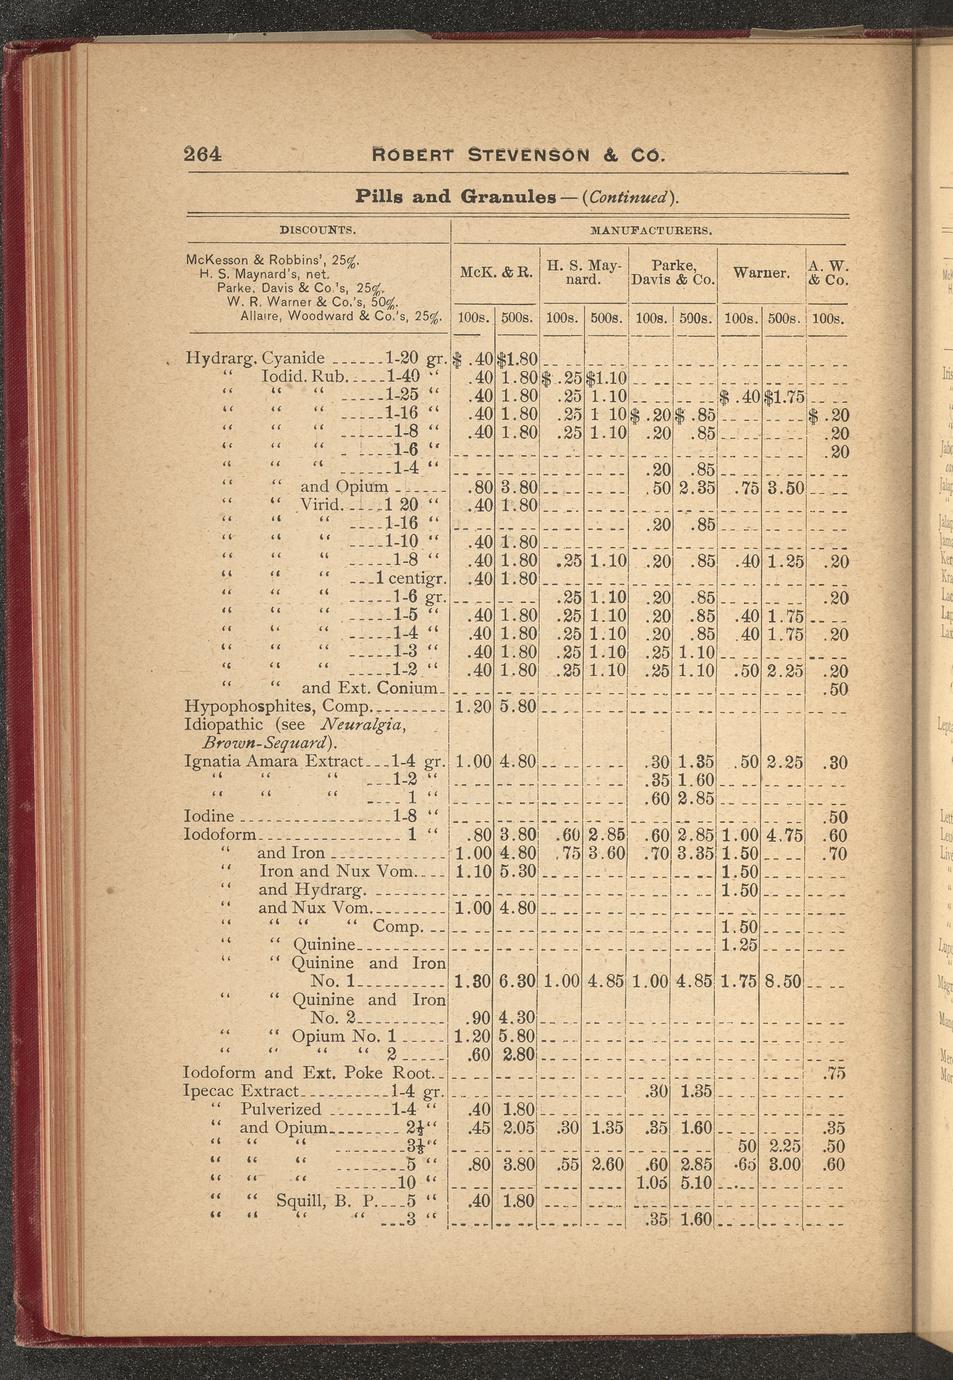 264 ROBERT STEVENSON & CO.
Pills and Granules—(Continued).
DISCOUNTS. MANUFACTURERS.
McKesson & Robbins', 25%.
H. S. Maynard's, net.
Parke, Davis & Co.'s, 25%.
W. R. Warner & Co.'s, 50%.
Allaire, Woodward & Co.'s, 25%.
McK. & R. H. S. Maynard. Parke, Davis & Co. Warner. A. W. & Co.
100s. 500s. 100s. 500s. 100s. 500s. 100s. 500s. 100s.
Hydrarg. Cyanide ------1-20 gr. $ .40 $1.80
“ Iodid. Rub.-----1-40 “ .40 1.80 $ .25 $1.10
“ “ “ -----1-25 “ .40 1.80 .25 1.10 $ .40 $1.75
“ “ “ ------1-16 “ .40 1.80 .25 1 10 $ .20 $ .85 $ .20
“ “ “ ------1-8 “ .40 1.80 .25 1.10 .20 .85 .20
“ “ “ ----1-6 “ .20
“ “ “ ------1-4 “ .20 .85
“ “ and Opium ------ .80 3.80 .50 2.35 .75 3.50
“ “ Virid.----1 20 “ .40 1.80
“ “ “ ----1-16 “ .20 .85
“ “ “ ----1-10 “ .40 1.80
“ “ “ -----1-8 “ .40 1.80 .25 1.10 .20 .85 .40 1.25 .20
“ “ “ ---1 centigr. .40 1.80
“ “ “ -----1-6 gr. .25 1.10 .20 .85 .20
“ “ “ -----1-5 “ .40 1.80 .25 1.10 .20 .85 .40 1.75
“ “ “ -----1-4 “ .40 1.80 .25 1.10 .20 .85 .40 1.75 .20
“ “ “ -----1-3 “ .40 1.80 .25 1.10 .25 1.10
“ “ “ -----1-2 “ .40 1.80 .25 1.10 .25 1.10 .50 2.25 .20
“ “ and Ext. Conium- .50
Hypophosphites, Comp.--------- 1.20 5.80
Idiopathic (see Neuralgia,
Brown-Sequard).
Ignatia Amara Extract---1-4 gr. 1.00 4.80 .30 1.35 .50 2.25 .30
“ “ “ ---1-2 “ .35 1.60
“ “ “ ---- 1 “ .60 2.85
Iodine ------------------1-8 “ .50
Iodoform----------------- 1 “ .80 3.80 .60 2.85 .60 2.85 1.00 4.75 .60
“ and Iron ------------ 1.00 4.80 .75 3.60 .70 3.35 1.50 .70
“ Iron and Nux Vom.---- 1.10 5.30 1.50
“ and Hydrarg. -------- 1.50
“ and Nux Vom.--------- 1.00 4.80
“ “ “ “ Comp. -- 1.50
“ “ Quinine---------- 1.25
“ “ Quinine and Iron
No. 1---------- 1.30 6.30 1.00 4.85 1.00 4.85 1.75 8.50
“ “ Quinine and Iron
No. 2---------- .90 4.30
“ “ Opium No. 1 ----- 1.20 5.80
“ “ “ “ 2 ----- .60 2.80
Iodoform and Ext. Poke Root.-- .75
Ipecac Extract-----------1-4 gr. .30 1.35
“ Pulverized --------1-4 “ .40 1.80
“ and Opium--------- 2½“ .45 2.05 .30 1.35 .35 1.60 .35
“ “ “ --------3⅓“ 50 2.25 .50
“ “ “ --------5 “ .80 3.80 .55 2.60 .60 2.85 .65 3.00 .60
“ “ “ -------10 “ 1.05 5.10
“ “ Squill, B. P.----5 “ .40 1.80
“ “ “ “ ---3 “ .35 1.60